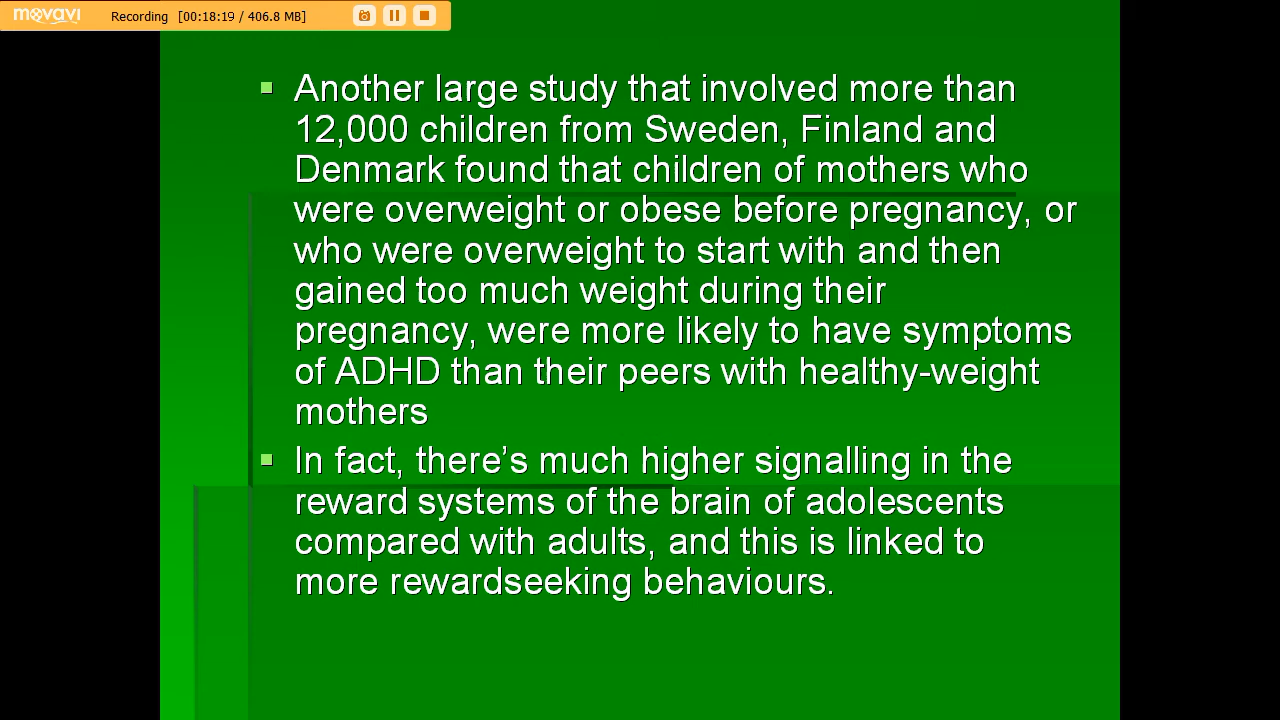 movavi Recording [00:18:19 / 406.8 MB]
Another large study that involved more than
12,000 children from Sweden, Finland and
Denmark found that children of mothers who
were overweight or obese before pregnancy, or
who were overweight to start with and then
gained too much weight during their
pregnancy, were more likely to have symptoms
of ADHD than their peers with healthy-weight
mothers
In fact, there’s much higher signalling in the
reward systems of the brain of adolescents
compared with adults, and this is linked to
more rewardseeking behaviours.